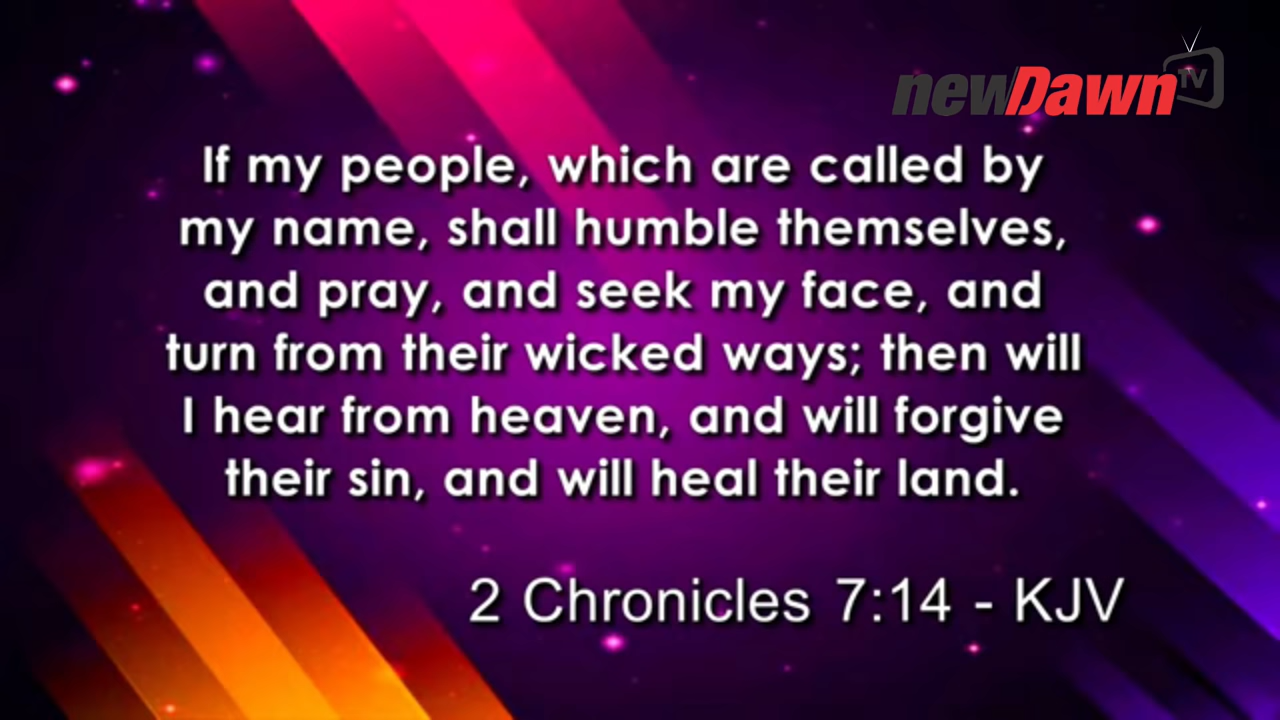 newDawn TV
If my people, which are called by
my name, shall humble themselves,
and pray, and seek my face, and
turn from their wicked ways; then will
I hear from heaven, and will forgive
their sin, and will heal their land.
2 Chronicles 7:14 - KJV